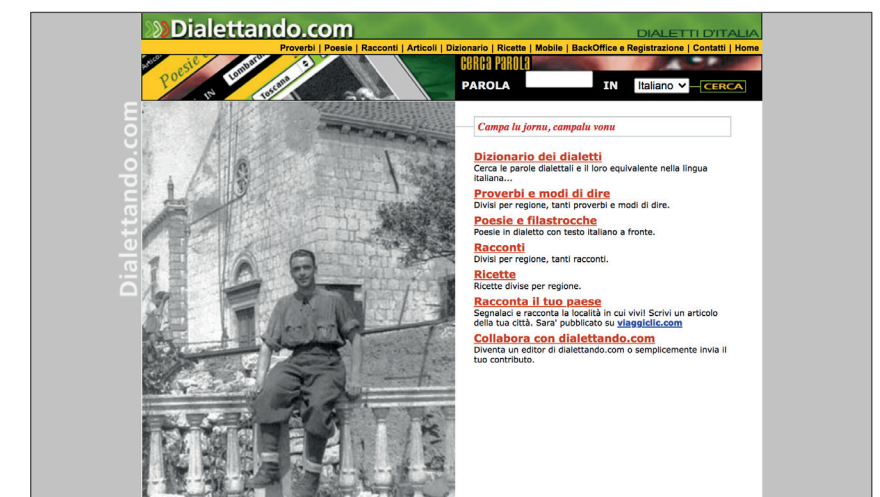 Dialettando.com
DIALETTI D'ITALIA
Proverbi | Poesie | Racconti | Articoli | Dizionario | Ricette | Mobile | BackOffice e Registrazione | Contatti | Home
Poesie
IN
Lombardo
Toscana
CERCA PAROLA
PAROLA IN Italiano CERCA
Dialettando.com
Campa lu jornu, campalu vonu
Dizionario dei dialetti
Cerca le parole dialettali e il loro equivalente nella lingua
italiana...
Proverbi e modi di dire
Divisi per regione, tanti proverbi e modi di dire.
Poesie e filastrocche
Poesie in dialetto con testo italiano a fronte.
Racconti
Divisi per regione, tanti racconti.
Ricette
Ricette divise per regione.
Racconta il tuo paese
Segnalaci e racconta la località in cui vivi! Scrivi un articolo
della tua città. Sara' pubblicato su viaggiclic.com
Collabora con dialettando.com
Diventa un editor di dialettando.com o semplicemente invia il
tuo contributo.